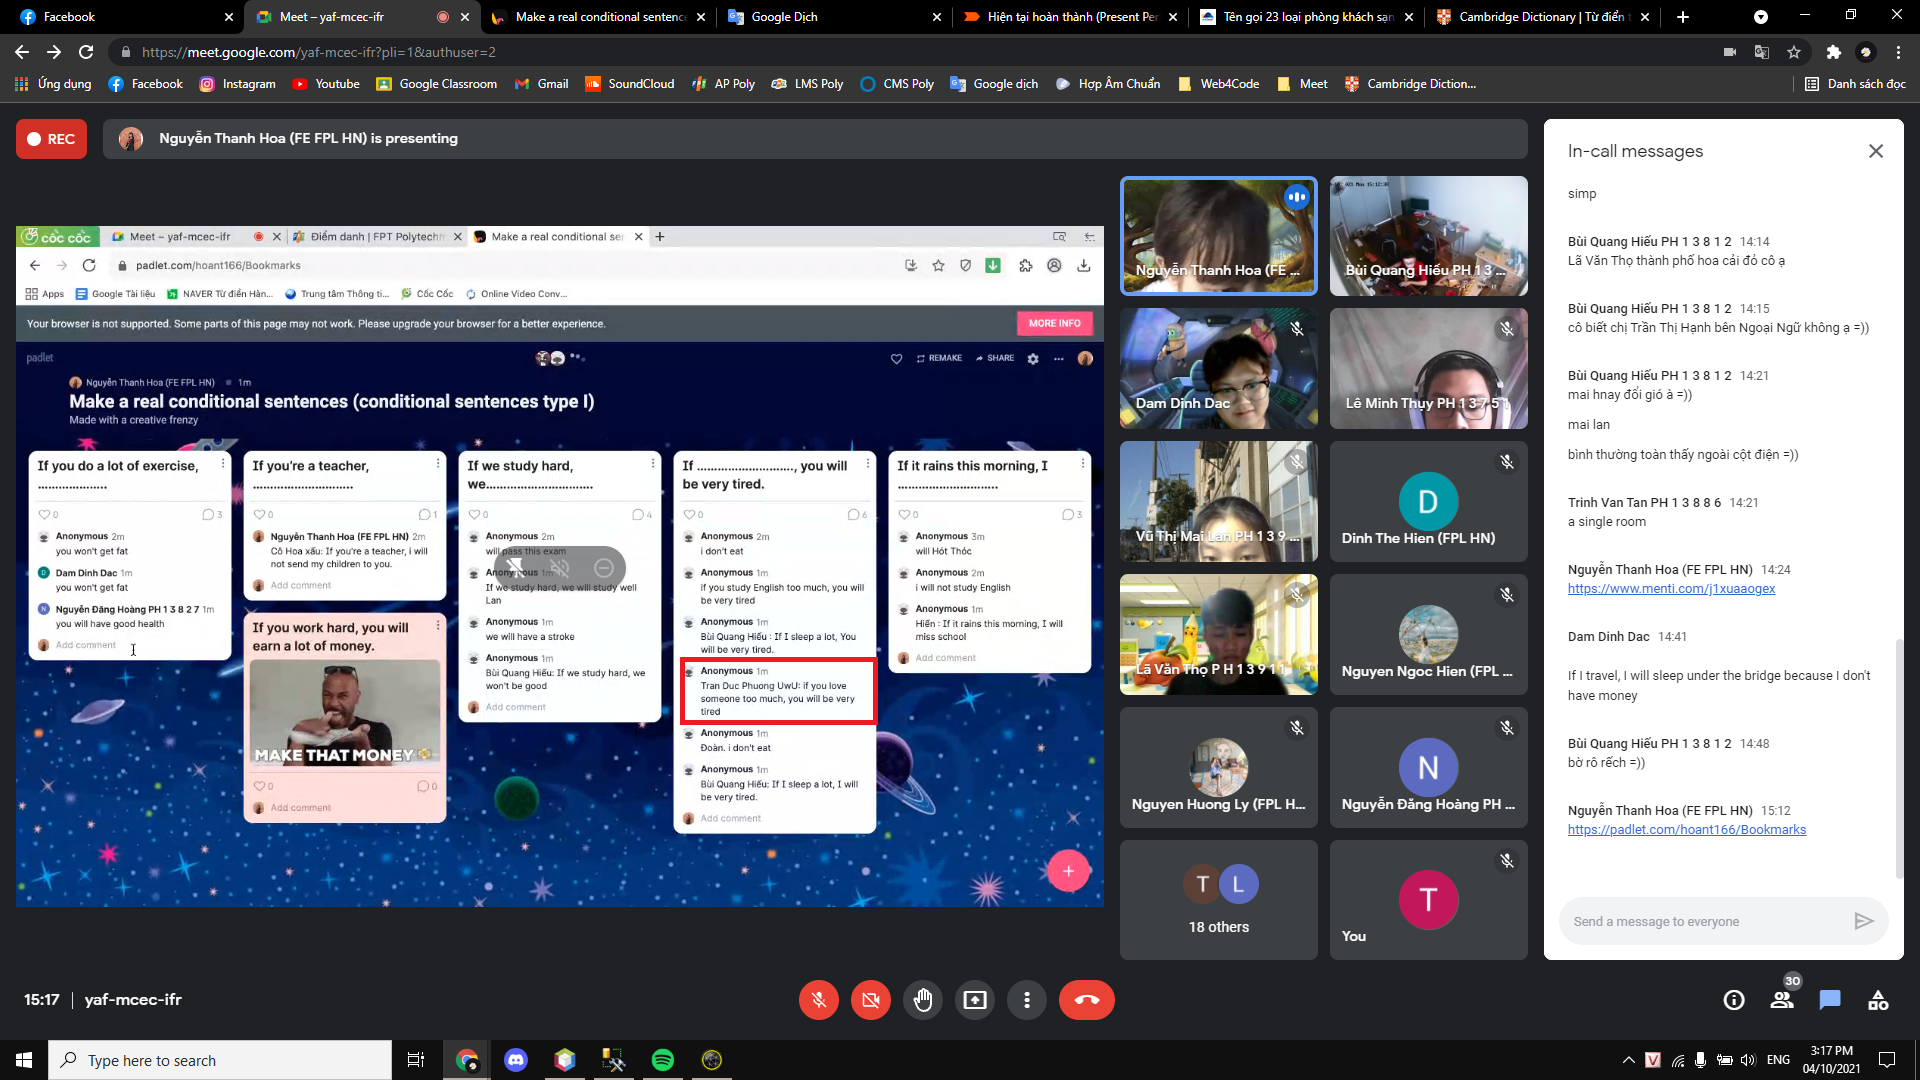 Facebook
Meet – yaf-mcec-ifr
Make a real conditional sentence
Google Dịch
Hiện tại hoàn thành (Present Per
Tên gọi 23 loại phòng khách sạn
Cambridge Dictionary | Từ điển t
https://meet.google.com/yaf-mcec-ifr?pli=1&authuser=2
Ứng dụng
Facebook
Instagram
Youtube
Google Classroom
Gmail
SoundCloud
AP Poly
LMS Poly
CMS Poly
Google dịch
Hợp Âm Chuẩn
Web4Code
Meet
Cambridge Diction...
Danh sách đọc
REC
Nguyễn Thanh Hoa (FE FPL HN) is presenting
cốc cốc
Meet – yaf-mcec-ifr
Điểm danh | FPT Polytechn
Make a real conditional ser
padlet.com/hoant166/Bookmarks
Apps
Google Tài liệu
NAVER Từ điển Hàn...
Trung tâm Thông ti...
Cốc Cốc
Online Video Conv...
Your browser is not supported. Some parts of this page may not work. Please upgrade your browser for a better experience.
MORE INFO
padlet
REMAKE
SHARE
Nguyễn Thanh Hoa (FE FPL HN) 1m
Make a real conditional sentences (conditional sentences type I)
Made with a creative frenzy
If you do a lot of exercise,
..................
0 3
Anonymous 2m
you won't get fat
D
Dam Dinh Dac 1m
you won't get fat
N
Nguyễn Đăng Hoàng PH 1 3 8 2 7 1m
you will have good health
Add comment
If you're a teacher,
..........................
0 1
Nguyễn Thanh Hoa (FE FPL HN) 2m
Cô Hoa xấu: If you're a teacher, i will
not send my children to you.
Add comment
If you work hard, you will
earn a lot of money.
MAKE THAT MONEY
0 0
Add comment
If we study hard,
we............................
0 4
Anonymous 2m
will pass this exam
Anonymous 1m
If we study hard, we will study well
Lan
Anonymous 1m
we will have a stroke
Anonymous 1m
Bùi Quang Hiếu: If we study hard, we
won't be good
Add comment
If ........................., you will
be very tired.
0 6
Anonymous 2m
i don't eat
Anonymous 1m
if you study English too much, you will
be very tired
Anonymous 1m
Bùi Quang Hiếu : If I sleep a lot, You
will be very tired.
Anonymous 1m
Tran Duc Phuong UwU: if you love
someone too much, you will be very
tired
Anonymous 1m
Đoàn. i don't eat
Anonymous 1m
Bùi Quang Hiếu: If I sleep a lot, I will
be very tired.
Add comment
If it rains this morning, I
..........................
0 3
Anonymous 3m
will Hót Thóc
Anonymous 2m
i will not study English
Anonymous 1m
Hiển : If it rains this morning, I will
miss school
Add comment
Nguyễn Thanh Hoa (FE ...
Bùi Quang Hiếu PH 1 3 ...
Dam Dinh Dac
Lê Minh Thụy PH 1 3 7 5 1
Vũ Thị Mai Lan PH 1 3 9 ...
D
Dinh The Hien (FPL HN)
Lã Văn Thọ P H 1 3 9 1 1
Nguyen Ngoc Hien (FPL ...
Nguyen Huong Ly (FPL H...
N
Nguyễn Đăng Hoàng PH ...
T L
18 others
T
You
In-call messages
simp
Bùi Quang Hiếu PH 1 3 8 1 2 14:14
Lã Văn Thọ thành phố hoa cải đỏ cô ạ
Bùi Quang Hiếu PH 1 3 8 1 2 14:15
cô biết chị Trần Thị Hạnh bên Ngoại Ngữ không ạ =))
Bùi Quang Hiếu PH 1 3 8 1 2 14:21
mai hnay đổi gió à =))
mai lan
bình thường toàn thấy ngoài cột điện =))
Trinh Van Tan PH 1 3 8 8 6 14:21
a single room
Nguyễn Thanh Hoa (FE FPL HN) 14:24
https://www.menti.com/j1xuaaogex
Dam Dinh Dac 14:41
If I travel, I will sleep under the bridge because I don't
have money
Bùi Quang Hiếu PH 1 3 8 1 2 14:48
bờ rô rếch =))
Nguyễn Thanh Hoa (FE FPL HN) 15:12
https://padlet.com/hoant166/Bookmarks
Send a message to everyone
15:17 | yaf-mcec-ifr
30
Type here to search
V
ENG
3:17 PM
04/10/2021